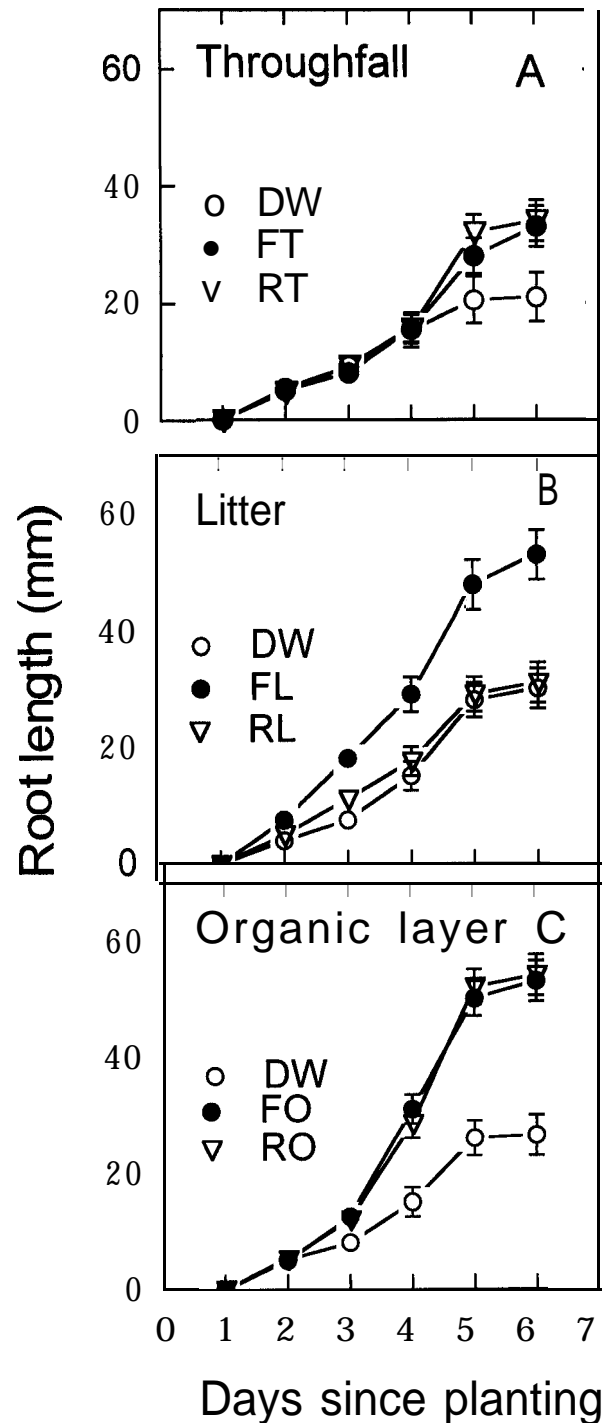 Throughfall A
60
40
20
0
o DW
● FT
v RT
Root length (mm)
Litter B
60
40
20
0
○ DW
● FL
▽ RL
Organic layer C
60
40
20
0
○ DW
● FO
▽ RO
0 1 2 3 4 5 6 7
Days since planting